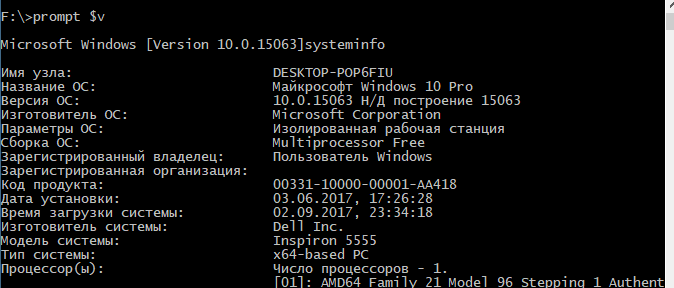 F:\>prompt $v
Microsoft Windows [Version 10.0.15063]systeminfo
Имя узла: DESKTOP-POP6FIU
Название ОС: Майкрософт Windows 10 Pro
Версия ОС: 10.0.15063 Н/Д построение 15063
Изготовитель ОС: Microsoft Corporation
Параметры ОС: Изолированная рабочая станция
Сборка ОС: Multiprocessor Free
Зарегистрированный владелец: Пользователь Windows
Зарегистрированная организация:
Код продукта: 00331-10000-00001-AA418
Дата установки: 03.06.2017, 17:26:28
Время загрузки системы: 02.09.2017, 23:34:18
Изготовитель системы: Dell Inc.
Модель системы: Inspiron 5555
Тип системы: x64-based PC
Процессор(ы): Число процессоров - 1.
[01]: AMD64 Family 21 Model 96 Stepping 1 Authent